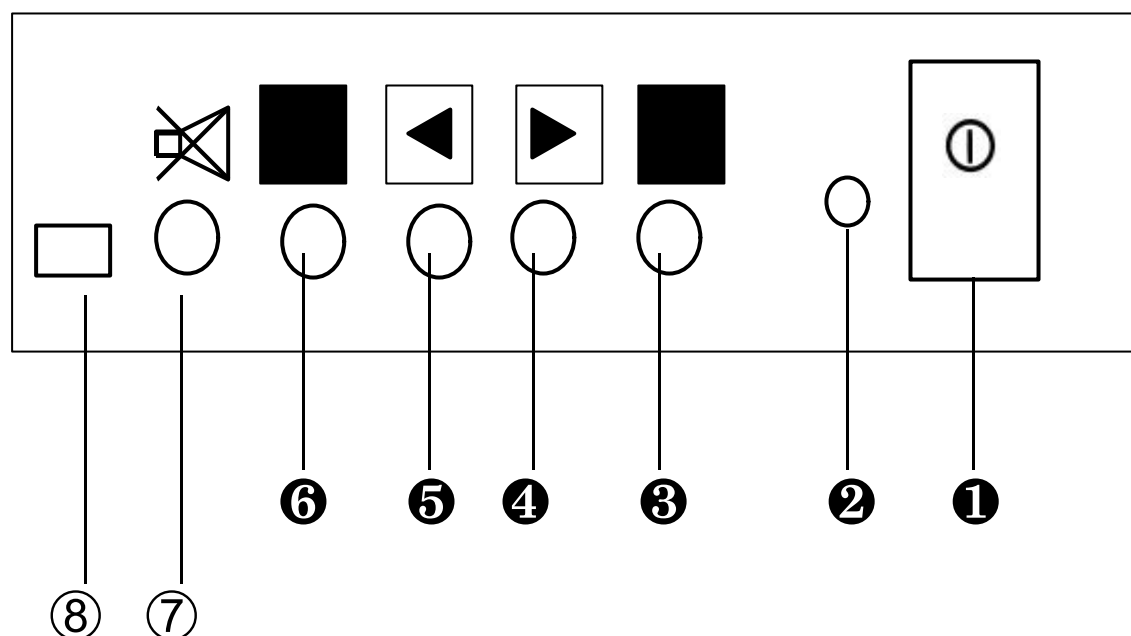 ❻ ❺ ❹ ❸ ❷ ❶
⑧ ⑦